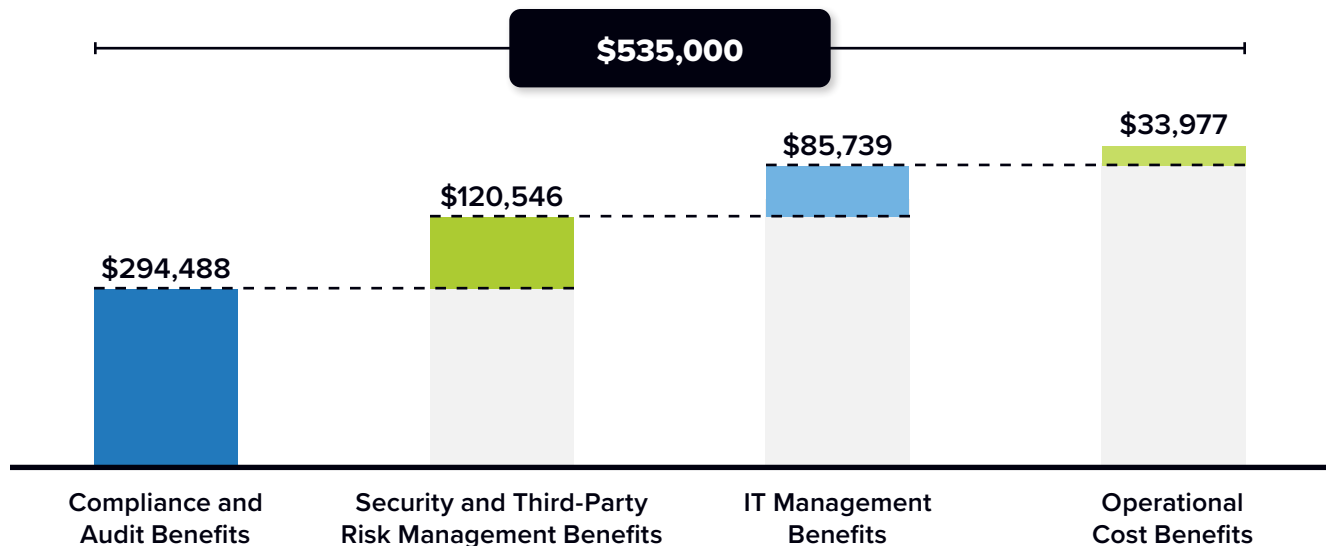 $535,000
$33,977
$85,739
$120,546
$294,488
Compliance and
Audit Benefits
Security and Third-Party
Risk Management Benefits
IT Management
Benefits
Operational
Cost Benefits